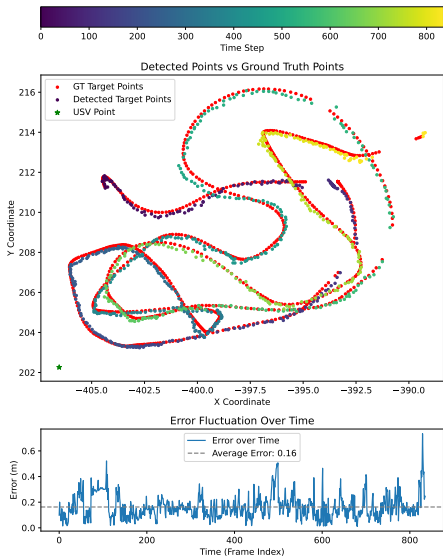 0 100 200 300 400 500 600 700 800
Time Step
Detected Points vs Ground Truth Points
GT Target Points
Detected Target Points
USV Point
216
214
212
210
208
206
204
202
Y Coordinate
−405.0 −402.5 −400.0 −397.5 −395.0 −392.5 −390.0
X Coordinate
Error Fluctuation Over Time
Error over Time
Average Error: 0.16
0.6
0.4
0.2
0.0
Error (m)
0 200 400 600 800
Time (Frame Index)